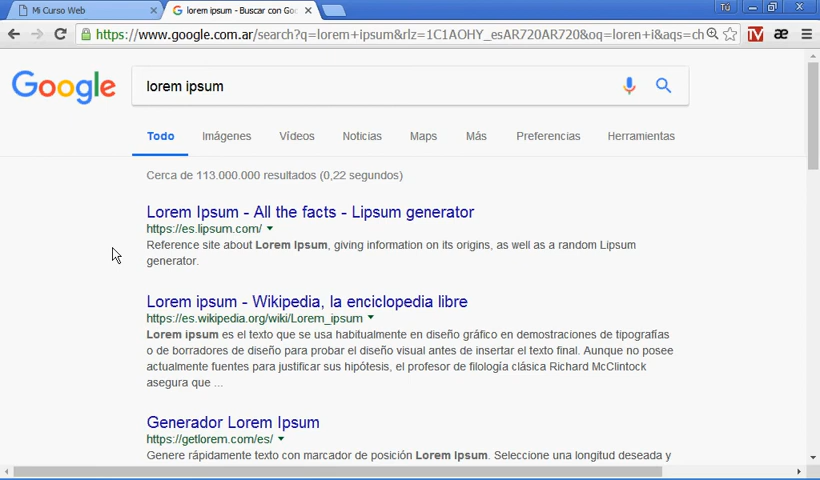 Mi Curso Web
lorem ipsum - Buscar con Goo
Tú
https://www.google.com.ar/search?q=lorem+ipsum&rlz=1C1AOHY_esAR720AR720&oq=loren+i&aqs=ch
TV
æ
Google
lorem ipsum
Todo Imágenes Vídeos Noticias Maps Más Preferencias Herramientas
Cerca de 113.000.000 resultados (0,22 segundos)
Lorem Ipsum - All the facts - Lipsum generator
https://es.lipsum.com/
Reference site about Lorem Ipsum, giving information on its origins, as well as a random Lipsum
generator.
Lorem ipsum - Wikipedia, la enciclopedia libre
https://es.wikipedia.org/wiki/Lorem_ipsum
Lorem ipsum es el texto que se usa habitualmente en diseño gráfico en demostraciones de tipografías
o de borradores de diseño para probar el diseño visual antes de insertar el texto final. Aunque no posee
actualmente fuentes para justificar sus hipótesis, el profesor de filología clásica Richard McClintock
asegura que ...
Generador Lorem Ipsum
https://getlorem.com/es/
Genere rápidamente texto con marcador de posición Lorem Ipsum. Seleccione una longitud deseada y